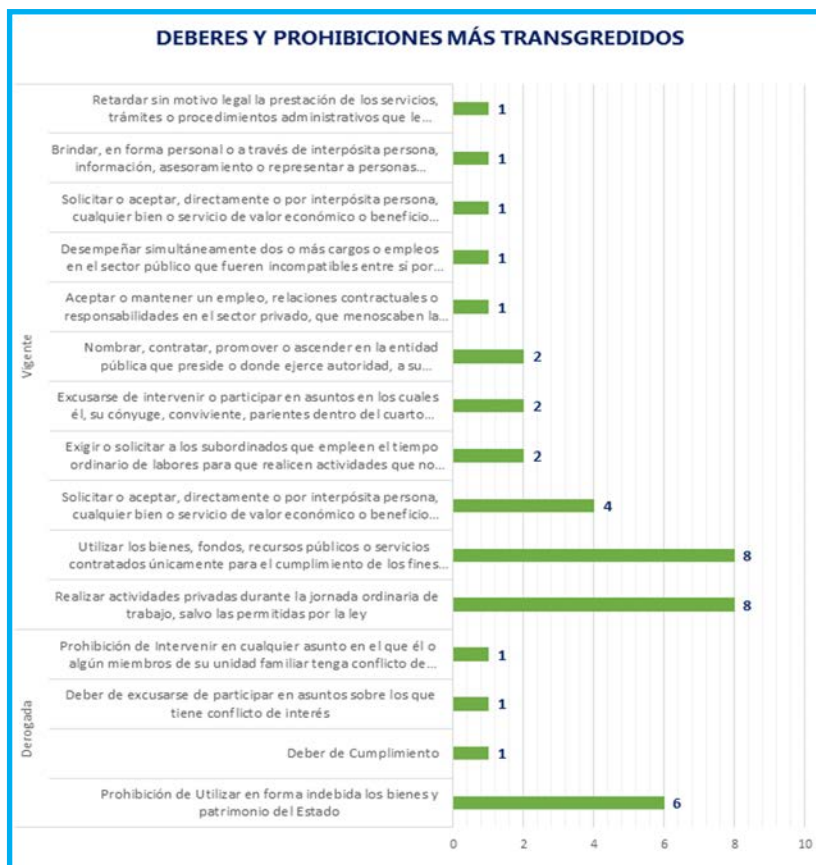 DEBERES Y PROHIBICIONES MÁS TRANSGREDIDOS
Vigente
Retardar sin motivo legal la prestación de los servicios,
trámites o procedimientos administrativos que le...
1
Brindar, en forma personal o a través de interpósita persona,
información, asesoramiento o representar a personas...
1
Solicitar o aceptar, directamente o por interpósita persona,
cualquier bien o servicio de valor económico o beneficio...
1
Desempeñar simultáneamente dos o más cargos o empleos
en el sector público que fueren incompatibles entre sí por...
1
Aceptar o mantener un empleo, relaciones contractuales o
responsabilidades en el sector privado, que menoscaben la...
1
Nombrar, contratar, promover o ascender en la entidad
pública que preside o donde ejerce autoridad, a su...
2
Excusarse de intervenir o participar en asuntos en los cuales
él, su cónyuge, conviviente, parientes dentro del cuarto...
2
Exigir o solicitar a los subordinados que empleen el tiempo
ordinario de labores para que realicen actividades que no...
2
Solicitar o aceptar, directamente o por interpósita persona,
cualquier bien o servicio de valor económico o beneficio...
4
Utilizar los bienes, fondos, recursos públicos o servicios
contratados únicamente para el cumplimiento de los fines...
8
Realizar actividades privadas durante la jornada ordinaria de
trabajo, salvo las permitidas por la ley
8
Derogada
Prohibición de Intervenir en cualquier asunto en el que él o
algún miembros de su unidad familiar tenga conflicto de...
1
Deber de excusarse de participar en asuntos sobre los que
tiene conflicto de interés
1
Deber de Cumplimiento
1
Prohibición de Utilizar en forma indebida los bienes y
patrimonio del Estado
6
0 2 4 6 8 10